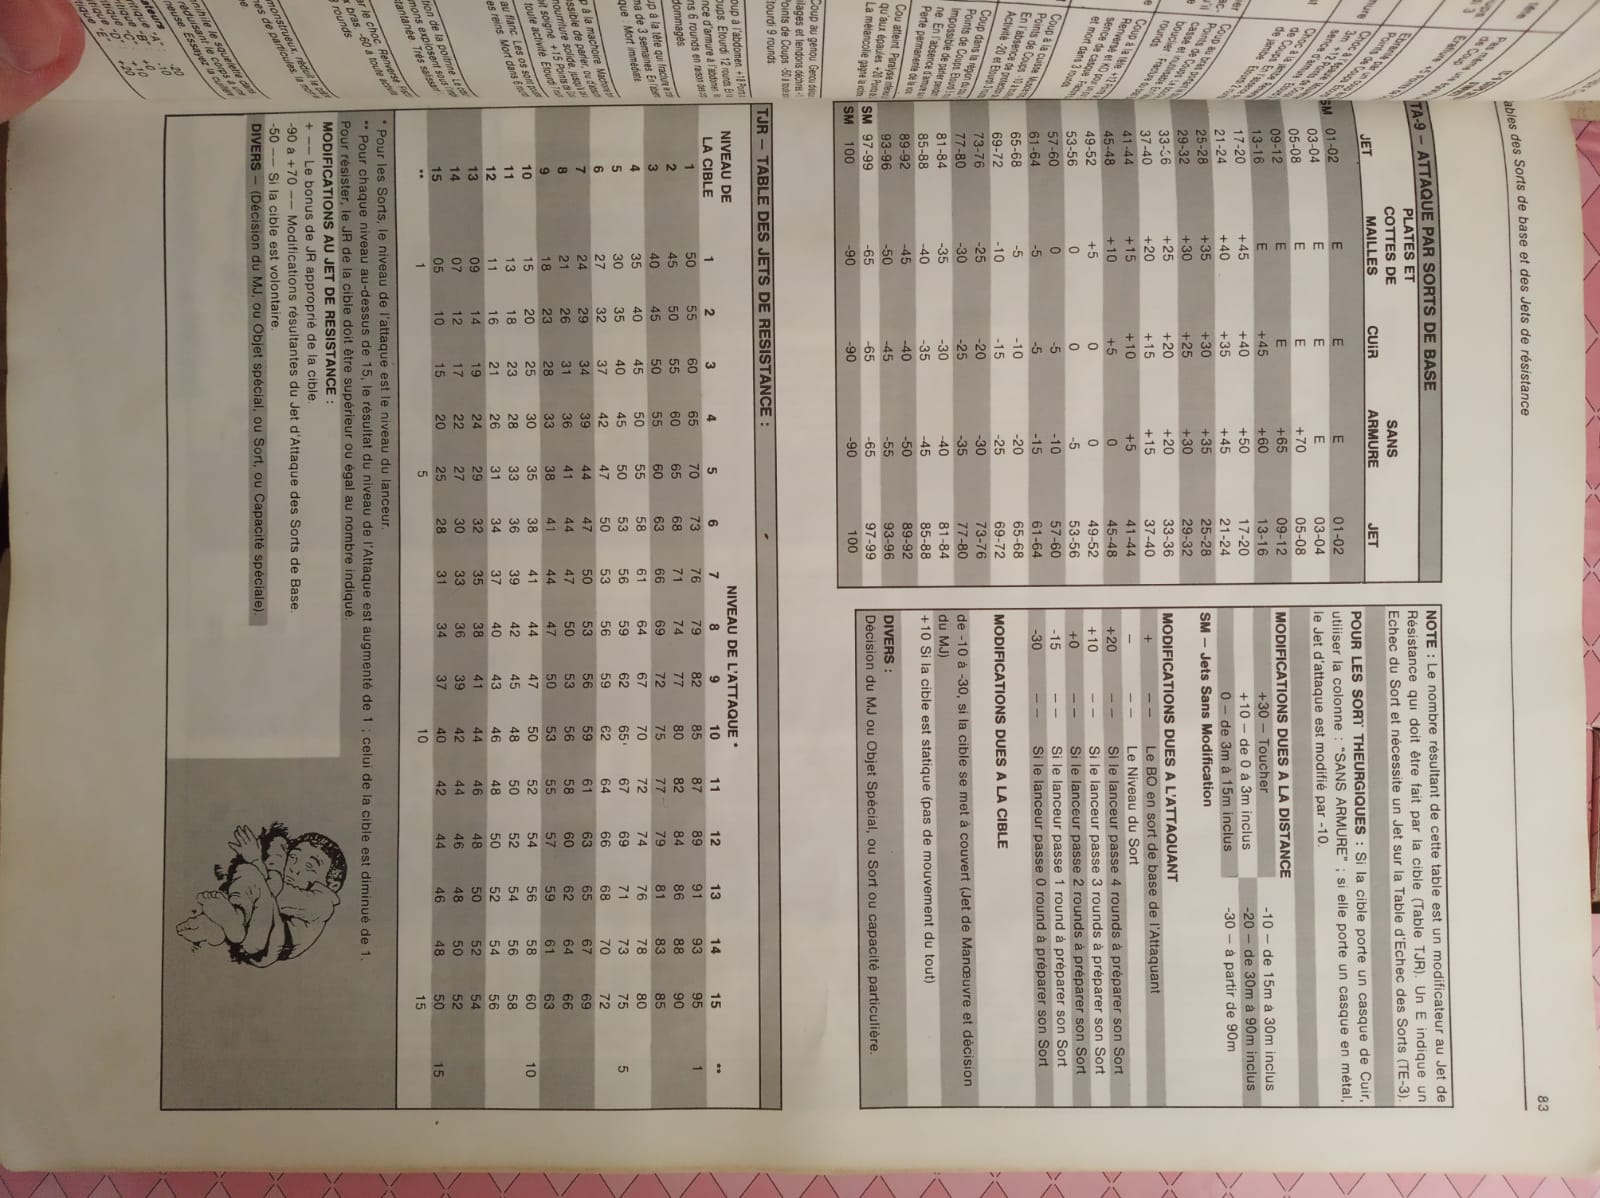 ables des Sorts de base et des Jets de résistance
83
TA-9 – ATTAQUE PAR SORTS DE BASE
JET PLATES ET COTTES DE MAILLES CUIR SANS ARMURE JET
SM 01-02 E E E 01-02
03-04 E E E 03-04
05-08 E E +70 05-08
09-12 E E +65 09-12
13-16 E +45 +60 13-16
17-20 +45 +40 +50 17-20
21-24 +40 +35 +45 21-24
25-28 +35 +30 +35 25-28
29-32 +30 +25 +30 29-32
33-36 +25 +20 +20 33-36
37-40 +20 +15 +15 37-40
41-44 +15 +10 +5 41-44
45-48 +10 +5 0 45-48
49-52 +5 0 0 49-52
53-56 0 0 -5 53-56
57-60 0 -5 -10 57-60
61-64 -5 -5 -15 61-64
65-68 -5 -10 -20 65-68
69-72 -10 -15 -25 69-72
73-76 -25 -20 -30 73-76
77-80 -30 -25 -35 77-80
81-84 -35 -30 -40 81-84
85-88 -40 -35 -45 85-88
89-92 -45 -40 -50 89-92
93-96 -50 -45 -55 93-96
SM 97-99 -65 -65 -65 97-99
SM 100 -90 -90 -90 100
NOTE : Le nombre résultant de cette table est un modificateur au Jet de
Résistance qui doit être fait par la cible (Table TJR). Un E indique un
Echec du Sort et nécessite un Jet sur la Table d'Echec des Sorts (TE-3).
POUR LES SORT THEURGIQUES : Si la cible porte un casque de Cuir,
utiliser la colonne : "SANS ARMURE" ; si elle porte un casque en métal,
le Jet d'attaque est modifié par -10.
MODIFICATIONS DUES A LA DISTANCE
+30 – Toucher -10 – de 15m à 30m inclus
+10 – de 0 à 3m inclus -20 – de 30m à 90m inclus
0 – de 3m à 15m inclus -30 – à partir de 90m
SM – Jets Sans Modification
MODIFICATIONS DUES A L'ATTAQUANT
+ –– Le BO en sort de base de l'Attaquant
– –– Le Niveau du Sort
+20 –– Si le lanceur passe 4 rounds à préparer son Sort
+10 –– Si le lanceur passe 3 rounds à préparer son Sort
+0 –– Si le lanceur passe 2 rounds à préparer son Sort
-15 –– Si le lanceur passe 1 round à préparer son Sort
-30 –– Si le lanceur passe 0 round à préparer son Sort
MODIFICATIONS DUES A LA CIBLE
de -10 à -30, si la cible se met à couvert (Jet de Manœuvre et décision
du MJ)
+10 Si la cible est statique (pas de mouvement du tout)
DIVERS :
Décision du MJ ou Objet Spécial, ou Sort ou capacité particulière.
TJR – TABLE DES JETS DE RESISTANCE :
NIVEAU DE LA CIBLE NIVEAU DE L'ATTAQUE *
1 2 3 4 5 6 7 8 9 10 11 12 13 14 15 **
1 50 55 60 65 70 73 76 79 82 85 87 89 91 93 95 1
2 45 50 55 60 65 68 71 74 77 80 82 84 86 88 90
3 40 45 50 55 60 63 66 69 72 75 77 79 81 83 85
4 35 40 45 50 55 58 61 64 67 70 72 74 76 78 80
5 30 35 40 45 50 53 56 59 62 65 67 69 71 73 75 5
6 27 32 37 42 47 50 53 56 59 62 64 66 68 70 72
7 24 29 34 39 44 47 50 53 56 59 61 63 65 67 69
8 21 26 31 36 41 44 47 50 53 56 58 60 62 64 66
9 18 23 28 33 38 41 44 47 50 53 55 57 59 61 63
10 15 20 25 30 35 38 41 44 47 50 52 54 56 58 60 10
11 13 18 23 28 33 36 39 42 45 48 50 52 54 56 58
12 11 16 21 26 31 34 37 40 43 46 48 50 52 54 56
13 09 14 19 24 29 32 35 38 41 44 46 48 50 52 54
14 07 12 17 22 27 30 33 36 39 42 44 46 48 50 52
15 05 10 15 20 25 28 31 34 37 40 42 44 46 48 50 15
** 1 5 10 15
* Pour les Sorts, le niveau de l'attaque est le niveau du lanceur.
** Pour chaque niveau au-dessus de 15, le résultat du niveau de l'Attaque est augmenté de 1 ; celui de la cible est diminué de 1.
Pour résister, le JR de la cible doit être supérieur ou égal au nombre indiqué.
MODIFICATIONS AU JET DE RESISTANCE :
+ –– Le bonus de JR approprié de la cible.
-90 à +70 –– Modifications résultantes du Jet d'Attaque des Sorts de Base.
-50 –– Si la cible est volontaire.
DIVERS – (Décision du MJ, ou Objet spécial, ou Sort, ou Capacité spéciale).